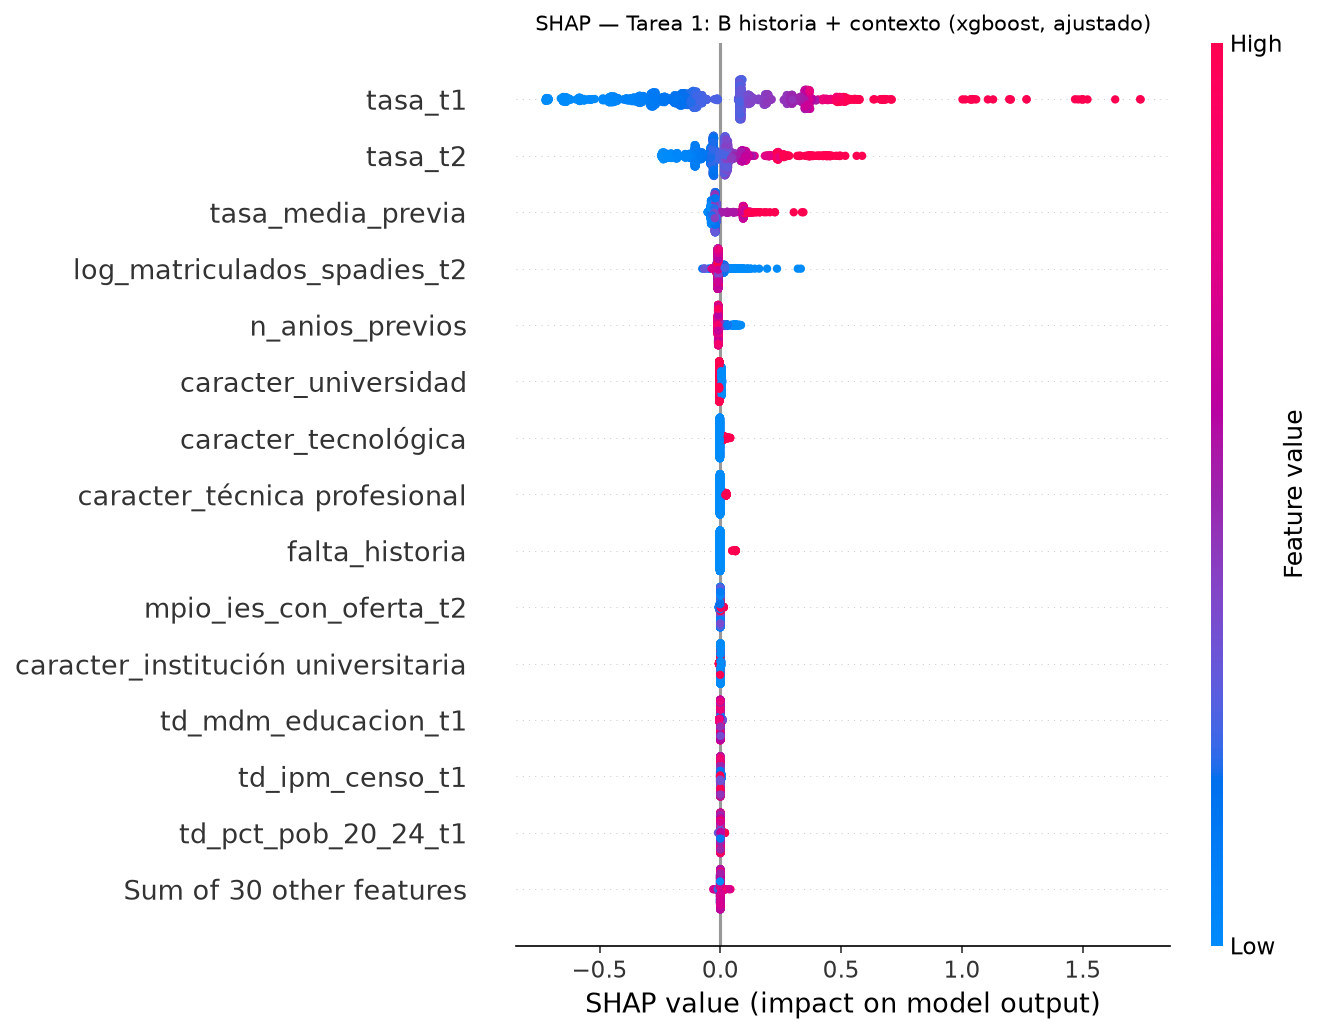 SHAP — Tarea 1: B historia + contexto (xgboost, ajustado)
High
tasa_t1
tasa_t2
tasa_media_previa
log_matriculados_spadies_t2
n_anios_previos
caracter_universidad
caracter_tecnológica
caracter_técnica profesional
falta_historia
mpio_ies_con_oferta_t2
caracter_institución universitaria
td_mdm_educacion_t1
td_ipm_censo_t1
td_pct_pob_20_24_t1
Sum of 30 other features
Feature value
Low
−0.5 0.0 0.5 1.0 1.5
SHAP value (impact on model output)